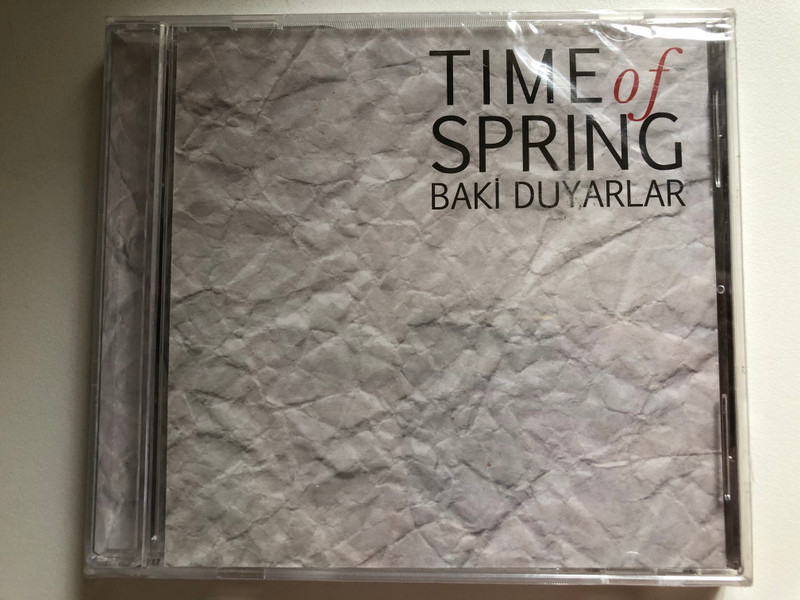 TIME of
SPRING
BAKİ DUYARLAR